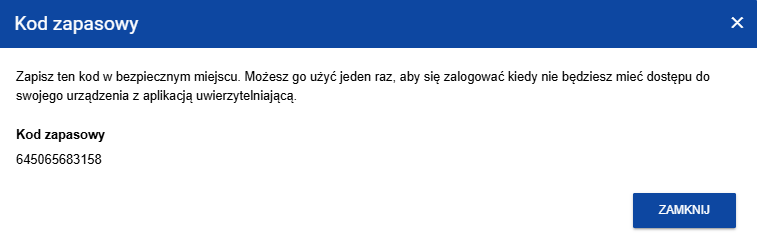 Kod zapasowy
Zapisz ten kod w bezpiecznym miejscu. Możesz go użyć jeden raz, aby się zalogować kiedy nie będziesz mieć dostępu do
swojego urządzenia z aplikacją uwierzytelniającą.
Kod zapasowy
645065683158
ZAMKNIJ